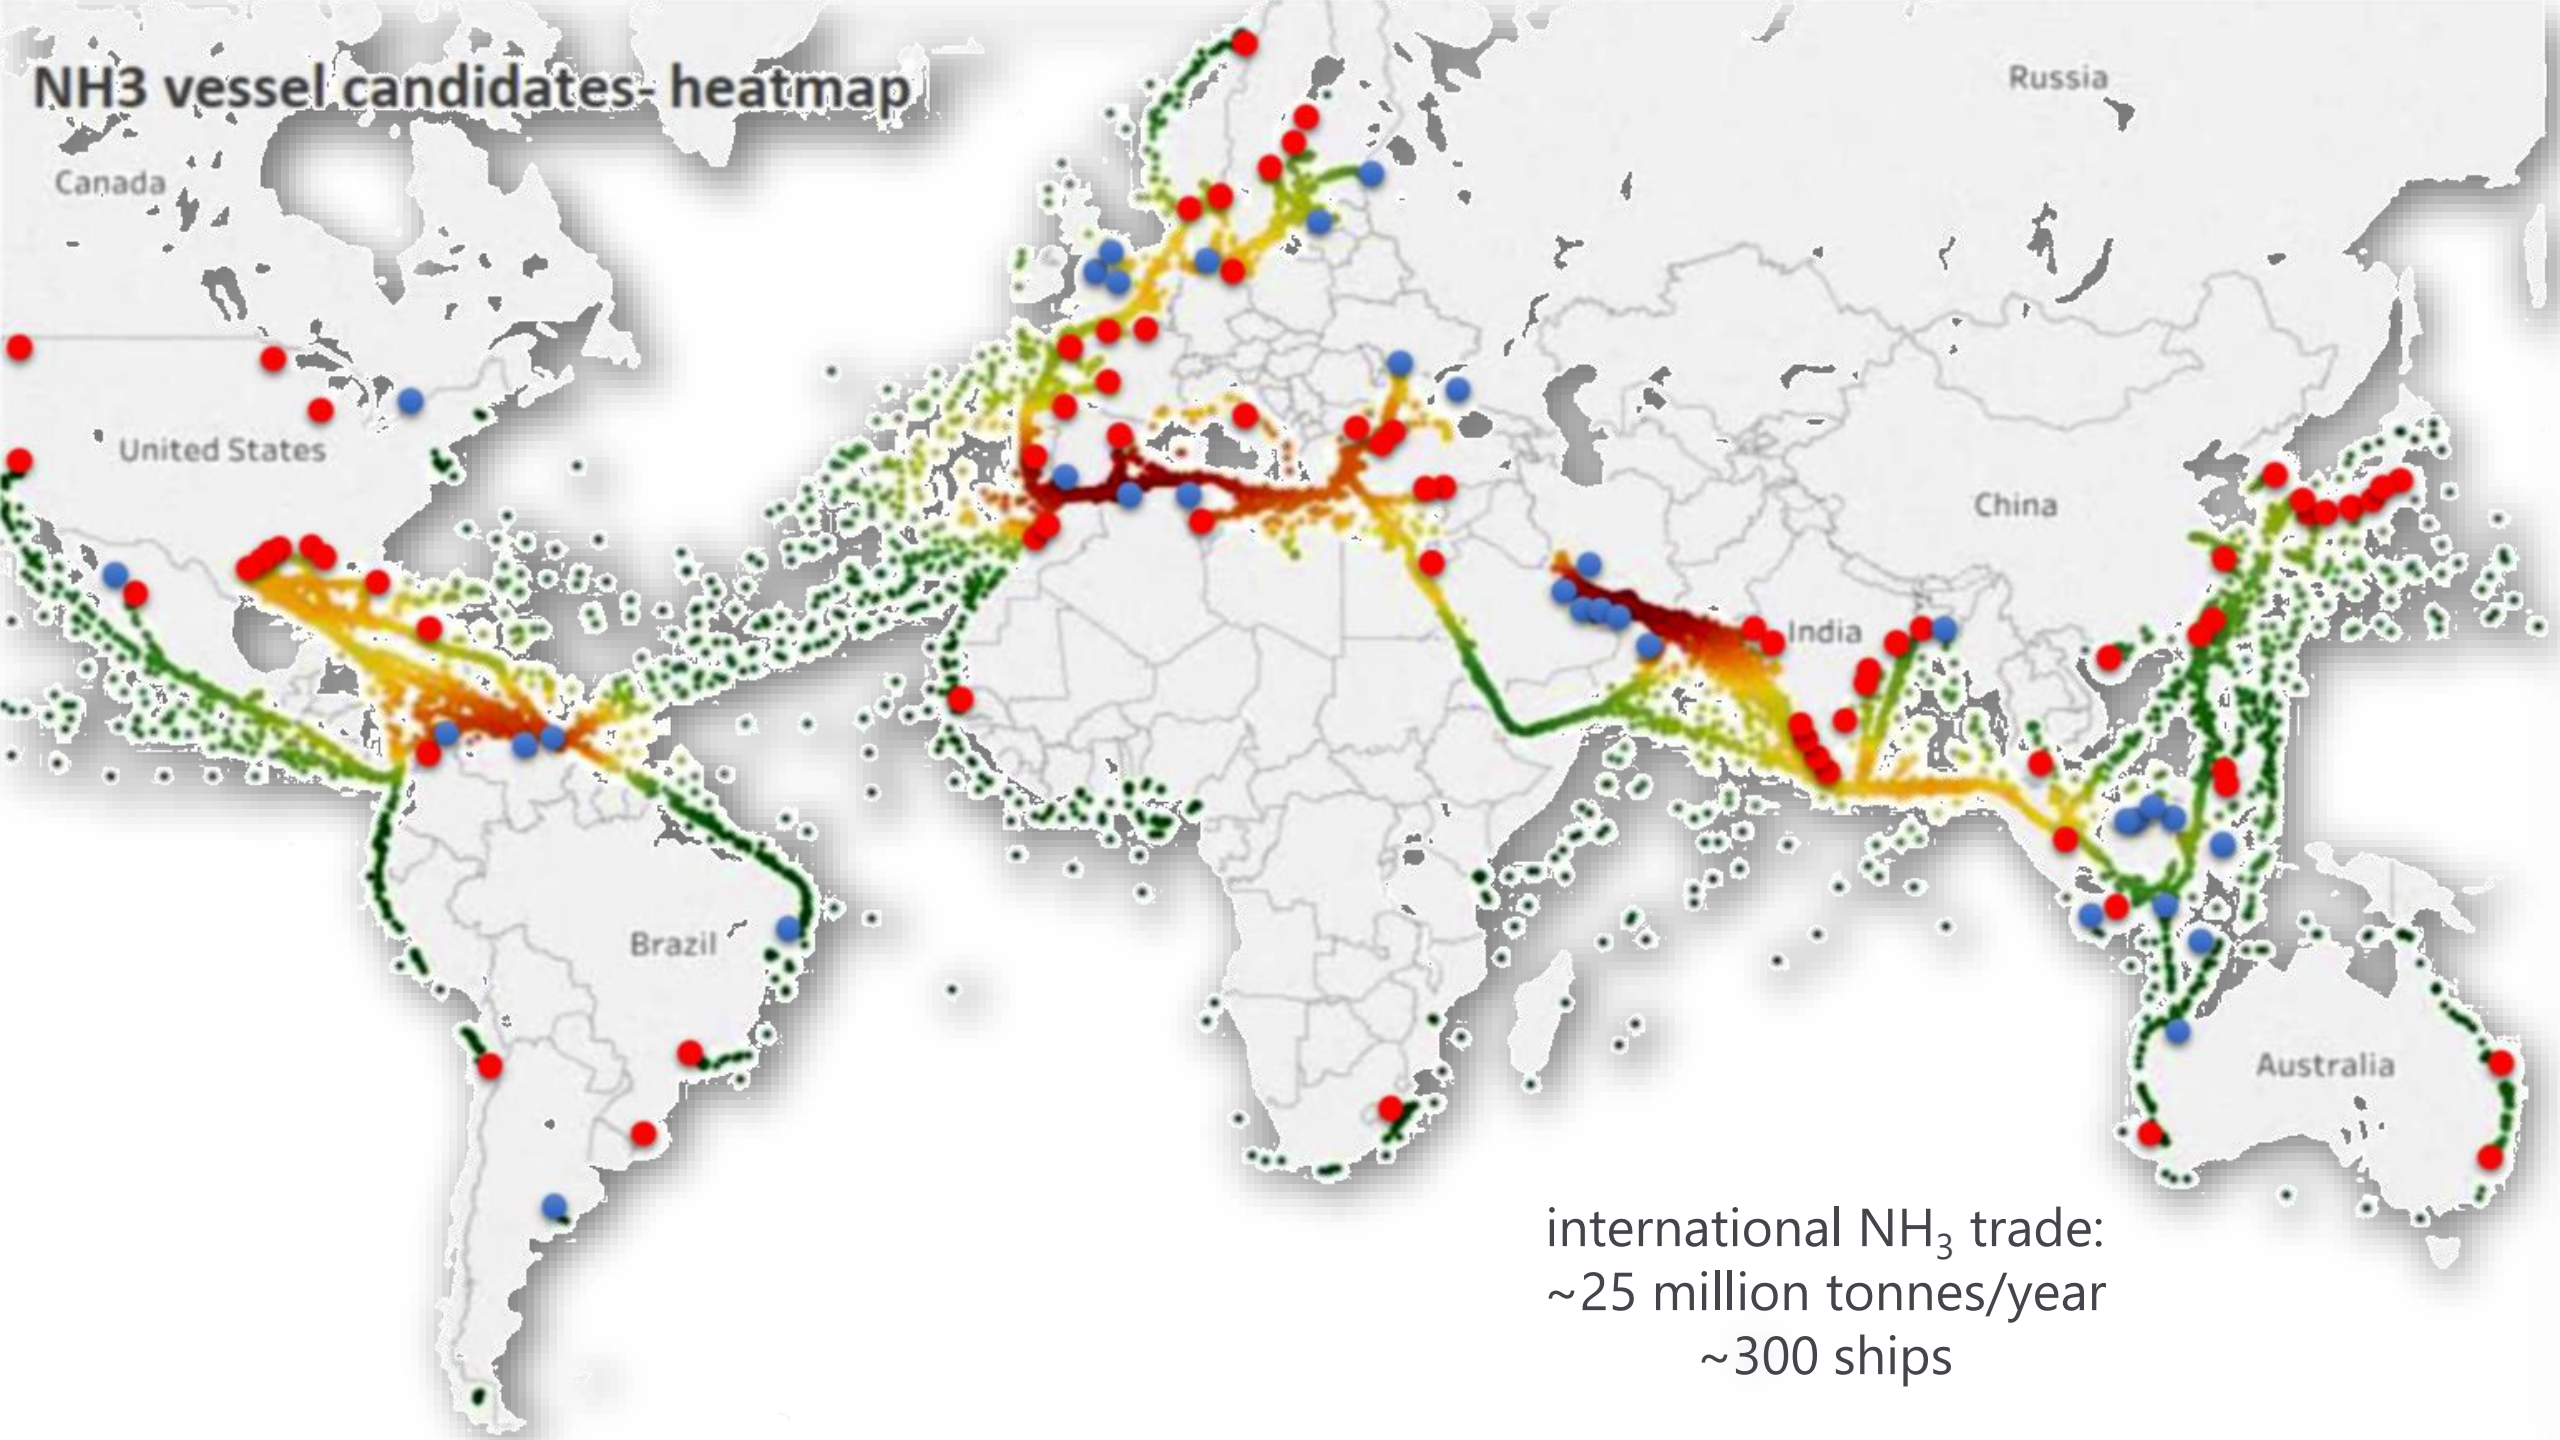 NH3 vessel candidates- heatmap
Russia
Canada
United States
China
India
Brazil
Australia
international NH₃ trade:
~25 million tonnes/year
~300 ships